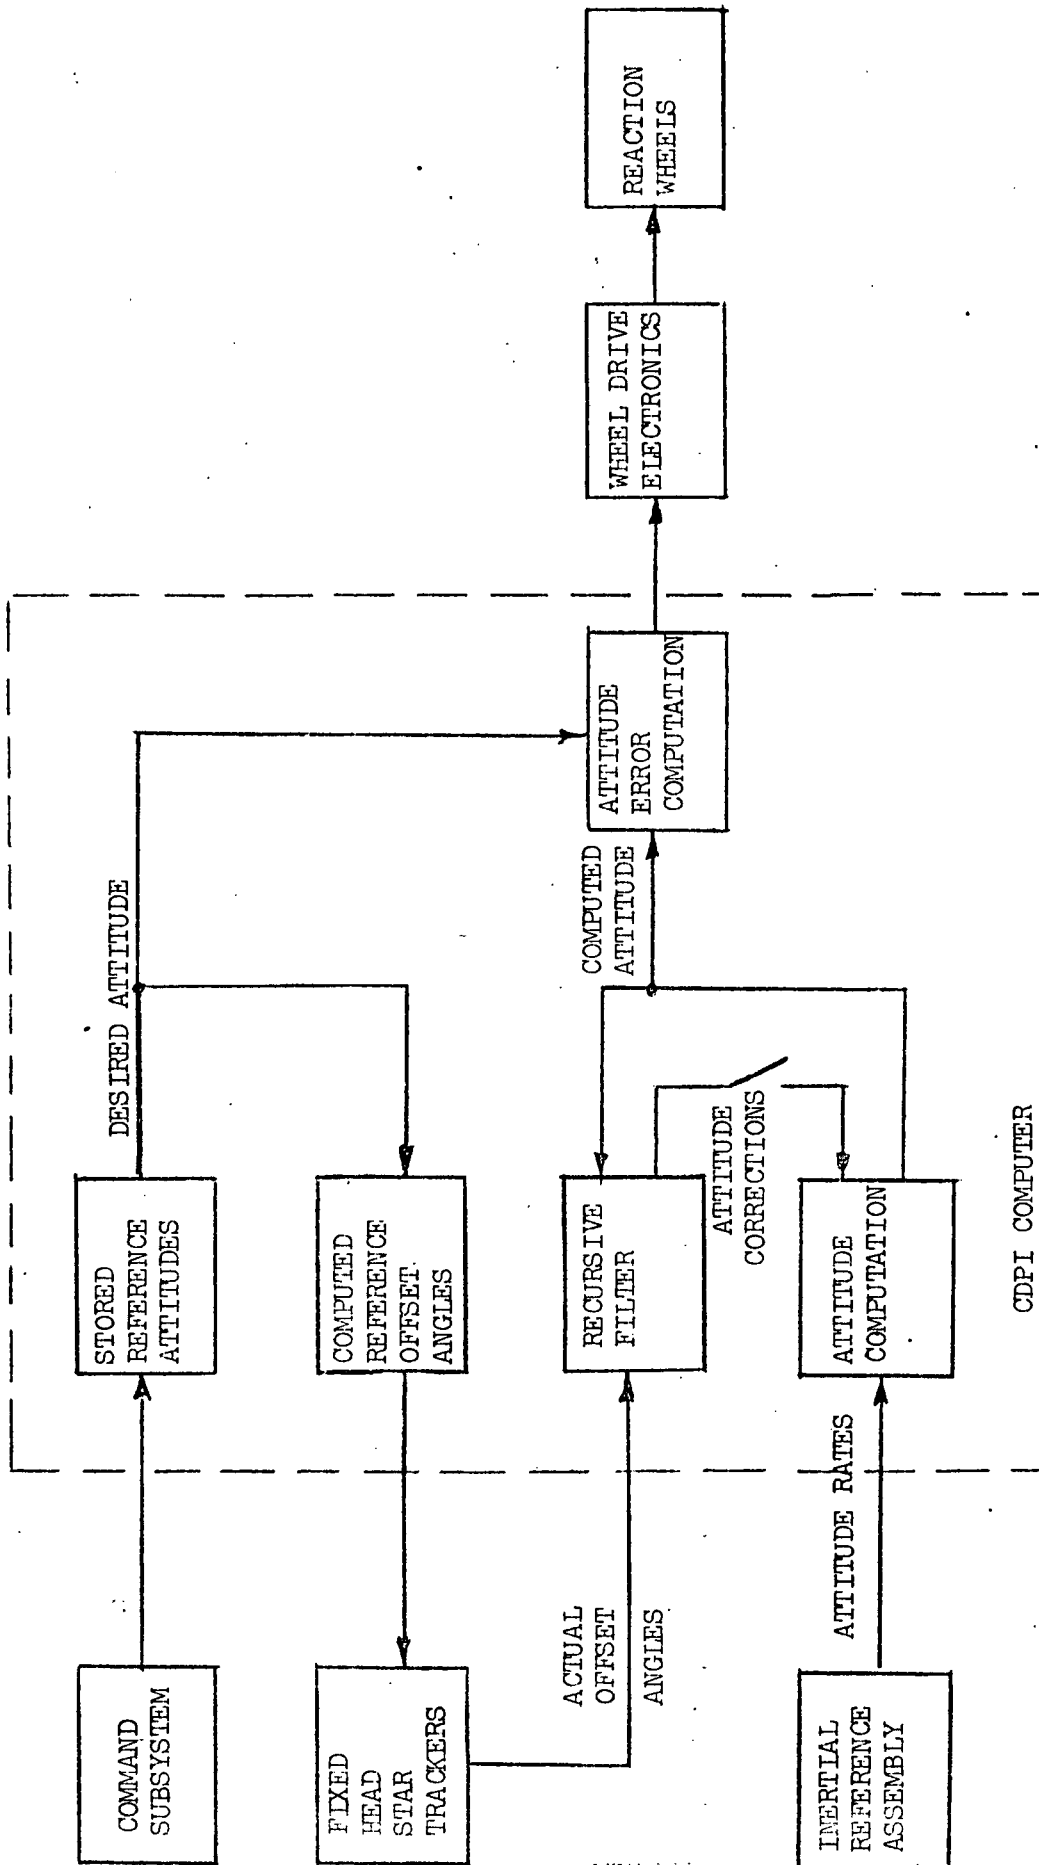 COMMAND
SUBSYSTEM
STORED
REFERENCE
ATTITUDES
DESIRED ATTITUDE
FIXED
HEAD
STAR
TRACKERS
COMPUTED
REFERENCE
OFFSET
ANGLES
ACTUAL
OFFSET
ANGLES
RECURSIVE
FILTER
ATTITUDE
CORRECTIONS
COMPUTED
ATTITUDE
ATTITUDE
ERROR
COMPUTATION
WHEEL DRIVE
ELECTRONICS
REACTION
WHEELS
INERTIAL
REFERENCE
ASSEMBLY
ATTITUDE RATES
ATTITUDE
COMPUTATION
CDPI COMPUTER